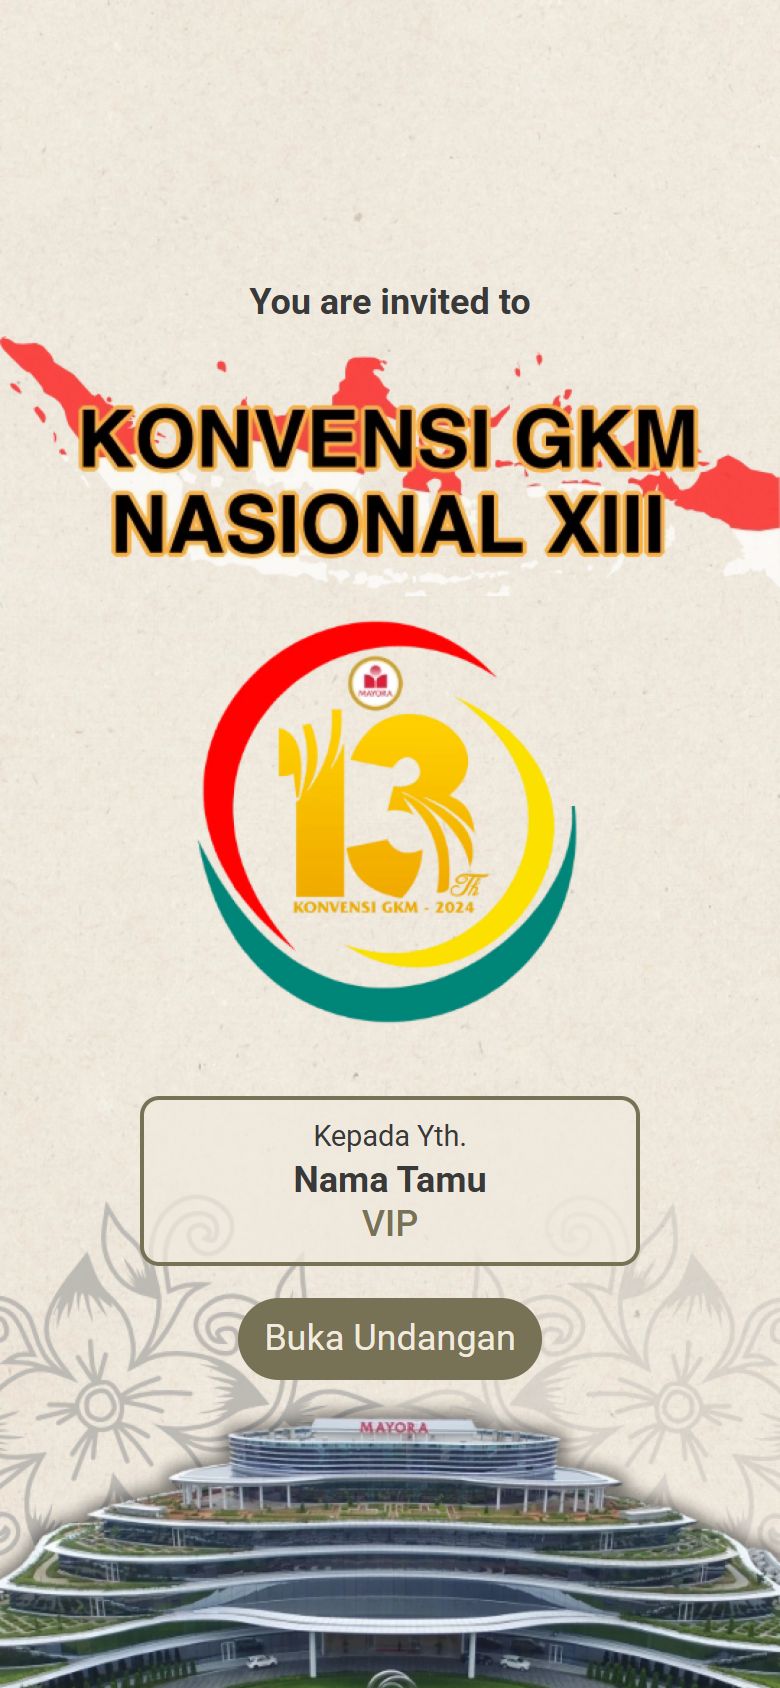 You are invited to
KONVENSI GKM
NASIONAL XIII
MAYORA
13
Th
KONVENSI GKM - 2024
Kepada Yth.
Nama Tamu
VIP
Buka Undangan
MAYORA